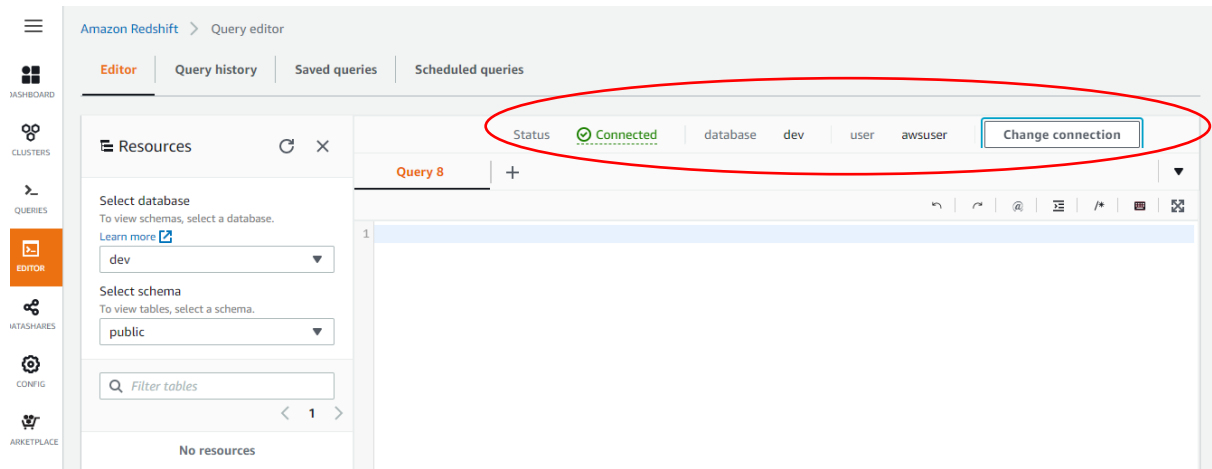 Amazon Redshift > Query editor
Editor Query history Saved queries Scheduled queries
DASHBOARD
CLUSTERS
QUERIES
EDITOR
DATASHARES
CONFIG
MARKETPLACE
Resources
Select database
To view schemas, select a database.
Learn more
dev
Select schema
To view tables, select a schema.
public
Filter tables
< 1 >
No resources
Status Connected database dev user awsuser Change connection
Query 8 +
@ /*
1